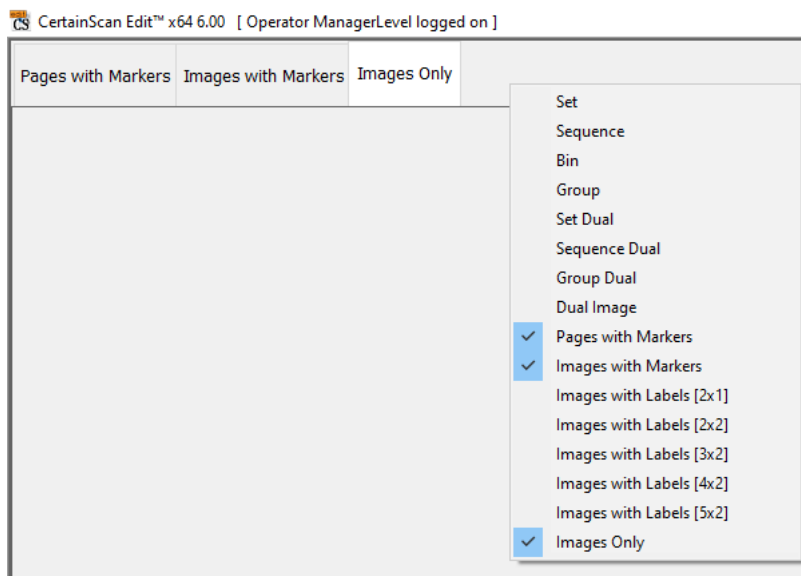 edit
CS
CertainScan Edit™ x64 6.00 [ Operator ManagerLevel logged on ]
Pages with Markers Images with Markers Images Only
Set
Sequence
Bin
Group
Set Dual
Sequence Dual
Group Dual
Dual Image
Pages with Markers
Images with Markers
Images with Labels [2x1]
Images with Labels [2x2]
Images with Labels [3x2]
Images with Labels [4x2]
Images with Labels [5x2]
Images Only